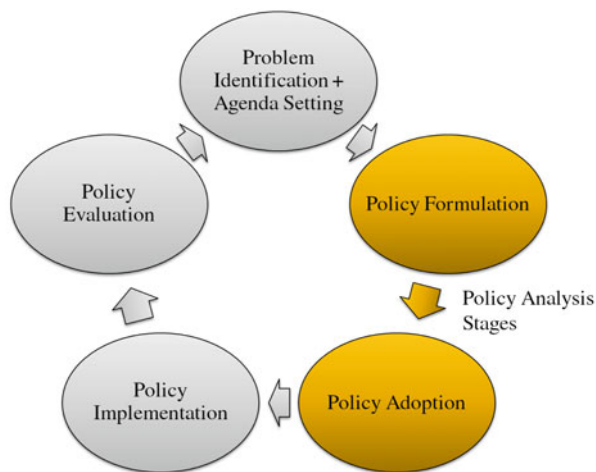 Problem
Identification +
Agenda Setting
Policy Formulation
Policy Analysis
Stages
Policy Adoption
Policy
Implementation
Policy
Evaluation